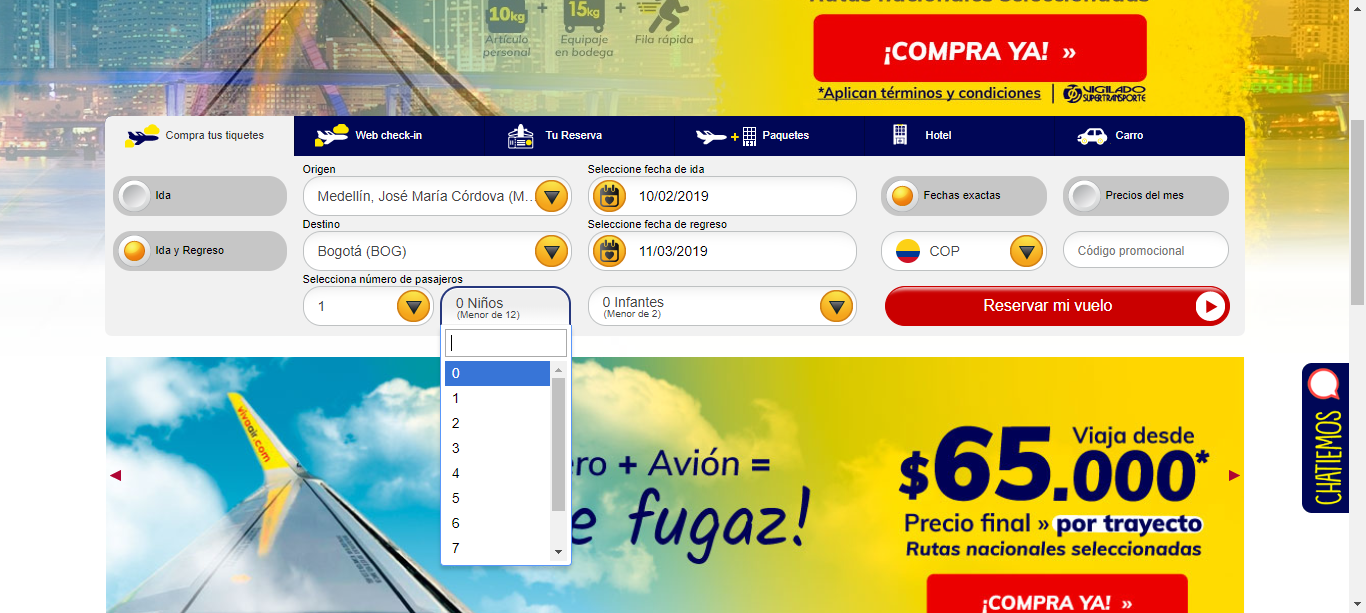 Rutas nacionales seleccionadas
10kg + 15kg +
Artículo personal
Equipaje en bodega
Fila rápida
¡COMPRA YA! »
*Aplican términos y condiciones | VIGILADO SUPERTRANSPORTE
Compra tus tiquetes
Web check-in
Tu Reserva
Paquetes
Hotel
Carro
Origen
Seleccione fecha de ida
Ida
Medellín, José María Córdova (M...
10/02/2019
Fechas exactas
Precios del mes
Destino
Seleccione fecha de regreso
Ida y Regreso
Bogotá (BOG)
11/03/2019
COP
Código promocional
Selecciona número de pasajeros
1
0 Niños
(Menor de 12)
0 Infantes
(Menor de 2)
Reservar mi vuelo
0
1
2
3
4
5
6
7
vivaair.com
ero + Avión =
e fugaz!
Viaja desde
$65.000*
Precio final » por trayecto
Rutas nacionales seleccionadas
¡COMPRA YA! »
CHATIEMOS